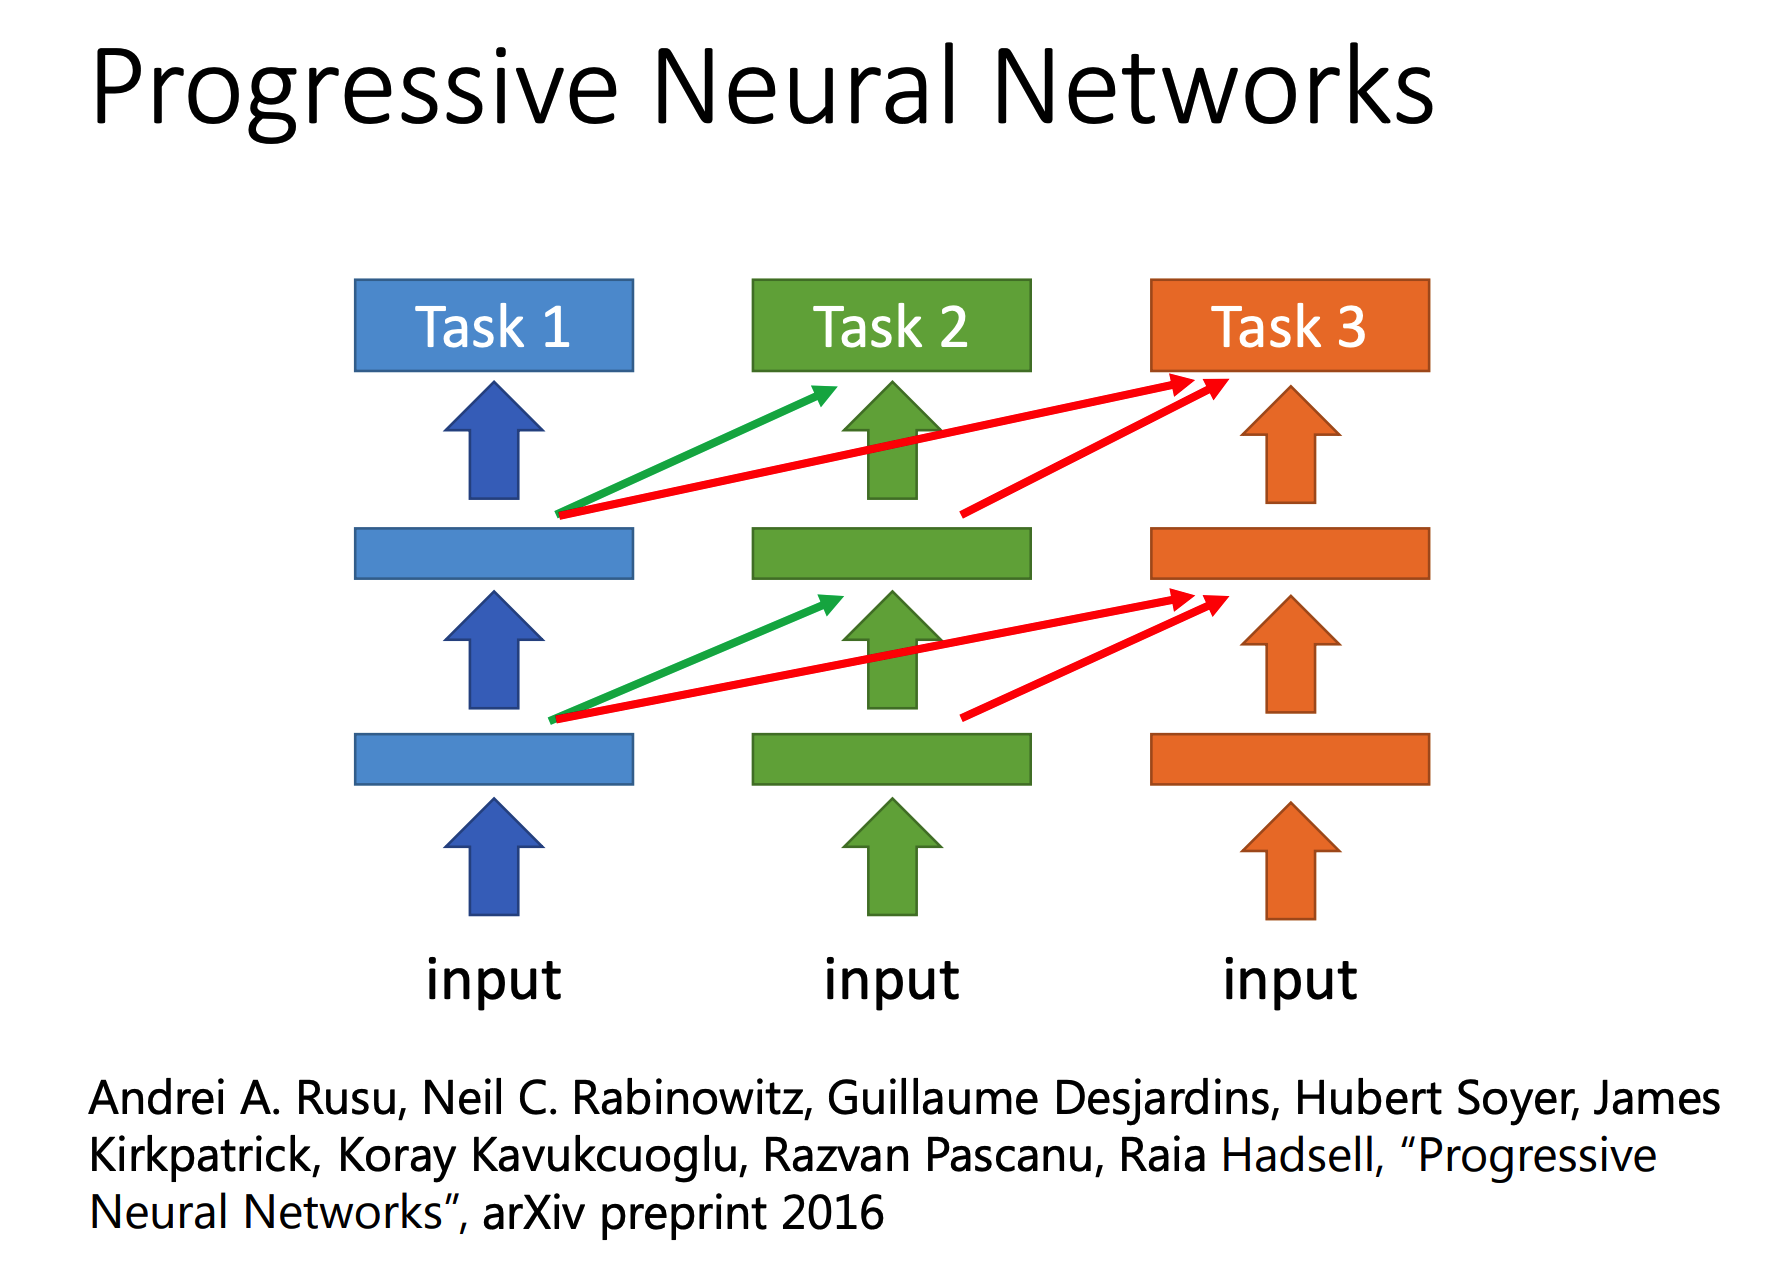 Progressive Neural Networks
Task 1
Task 2
Task 3
input
input
input
Andrei A. Rusu, Neil C. Rabinowitz, Guillaume Desjardins, Hubert Soyer, James
Kirkpatrick, Koray Kavukcuoglu, Razvan Pascanu, Raia Hadsell, “Progressive
Neural Networks”, arXiv preprint 2016